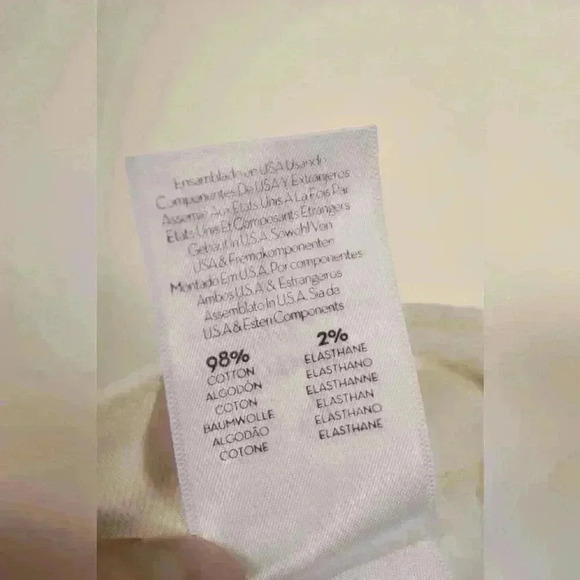 Ensamblado en USA Usando
Componentes De USA Y Extranjeros
Assemblé Aux Etats Unis À La Fois Par
Etats Unis Et Composants Etrangers
Gebaut In U.S.A. Sowohl Von
USA & Fremdkomponenten
Montado Em U.S.A. Por componentes
Ambos U.S.A. & Estrangeiros
Assemblato In U.S.A. Sia da
U.S.A & Esteri Components
98%
COTTON
ALGODÓN
COTON
BAUMWOLLE
ALGODÃO
COTONE
2%
ELASTHANE
ELASTHANO
ELASTHANNE
ELASTHAN
ELASTHANO
ELASTHANE